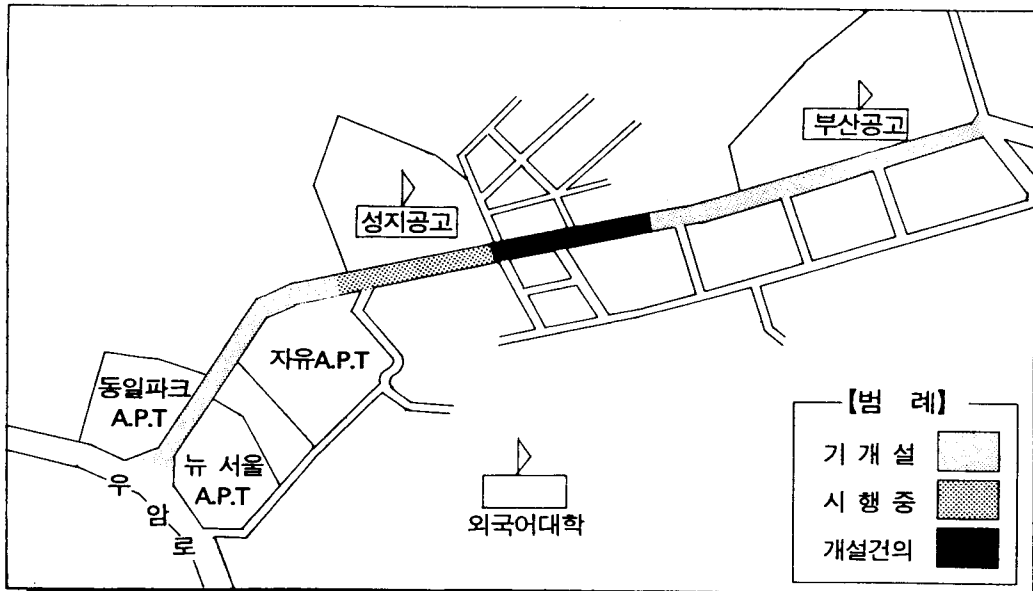 부산공고
성지공고
자유A.P.T
동일파크
A.P.T
뉴 서울
A.P.T
우암로
외국어대학
【범 례】
기 개 설
시 행 중
개설건의